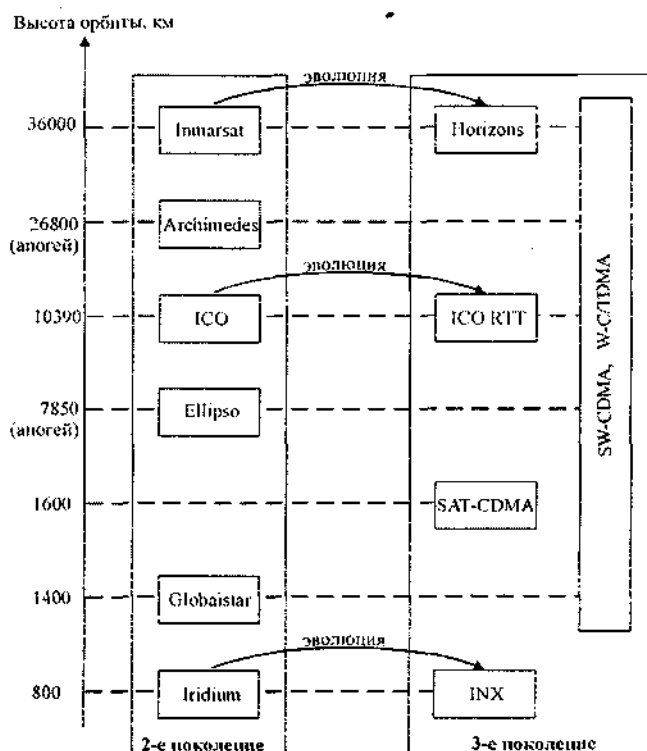 Высота орбиты, км
эволюция
36000
Inmarsat
Horizons
26800
(апогей)
Archimedes
эволюция
10390
ICO
ICO RTT
SW-CDMA, W-C/TDMA
7850
(апогей)
Ellipso
1600
SAT-CDMA
1400
Globalstar
эволюция
800
Iridium
INX
2-е поколение
3-е поколение